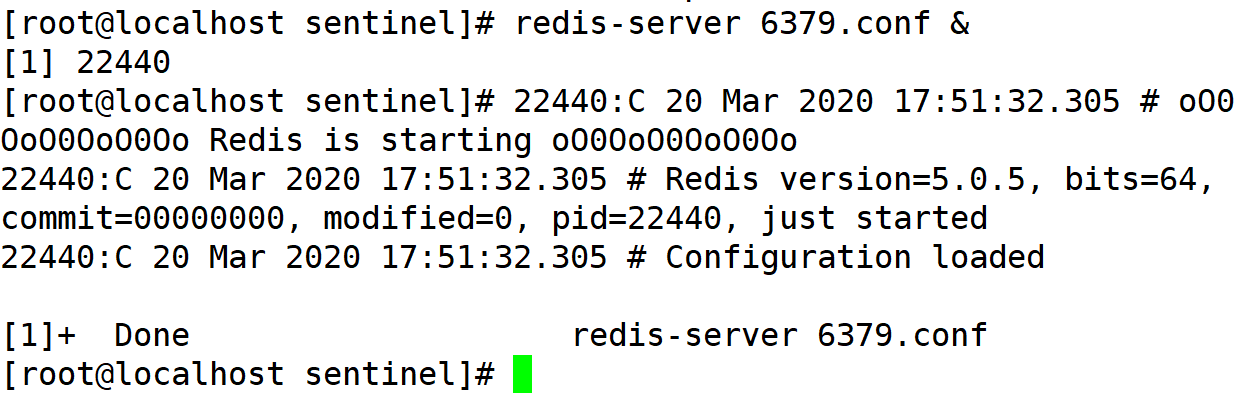 [root@localhost sentinel]# redis-server 6379.conf &
[1] 22440
[root@localhost sentinel]# 22440:C 20 Mar 2020 17:51:32.305 # oO0
OoO0OoO0Oo Redis is starting oO0OoO0OoO0Oo
22440:C 20 Mar 2020 17:51:32.305 # Redis version=5.0.5, bits=64,
commit=00000000, modified=0, pid=22440, just started
22440:C 20 Mar 2020 17:51:32.305 # Configuration loaded
[1]+  Done                    redis-server 6379.conf
[root@localhost sentinel]#